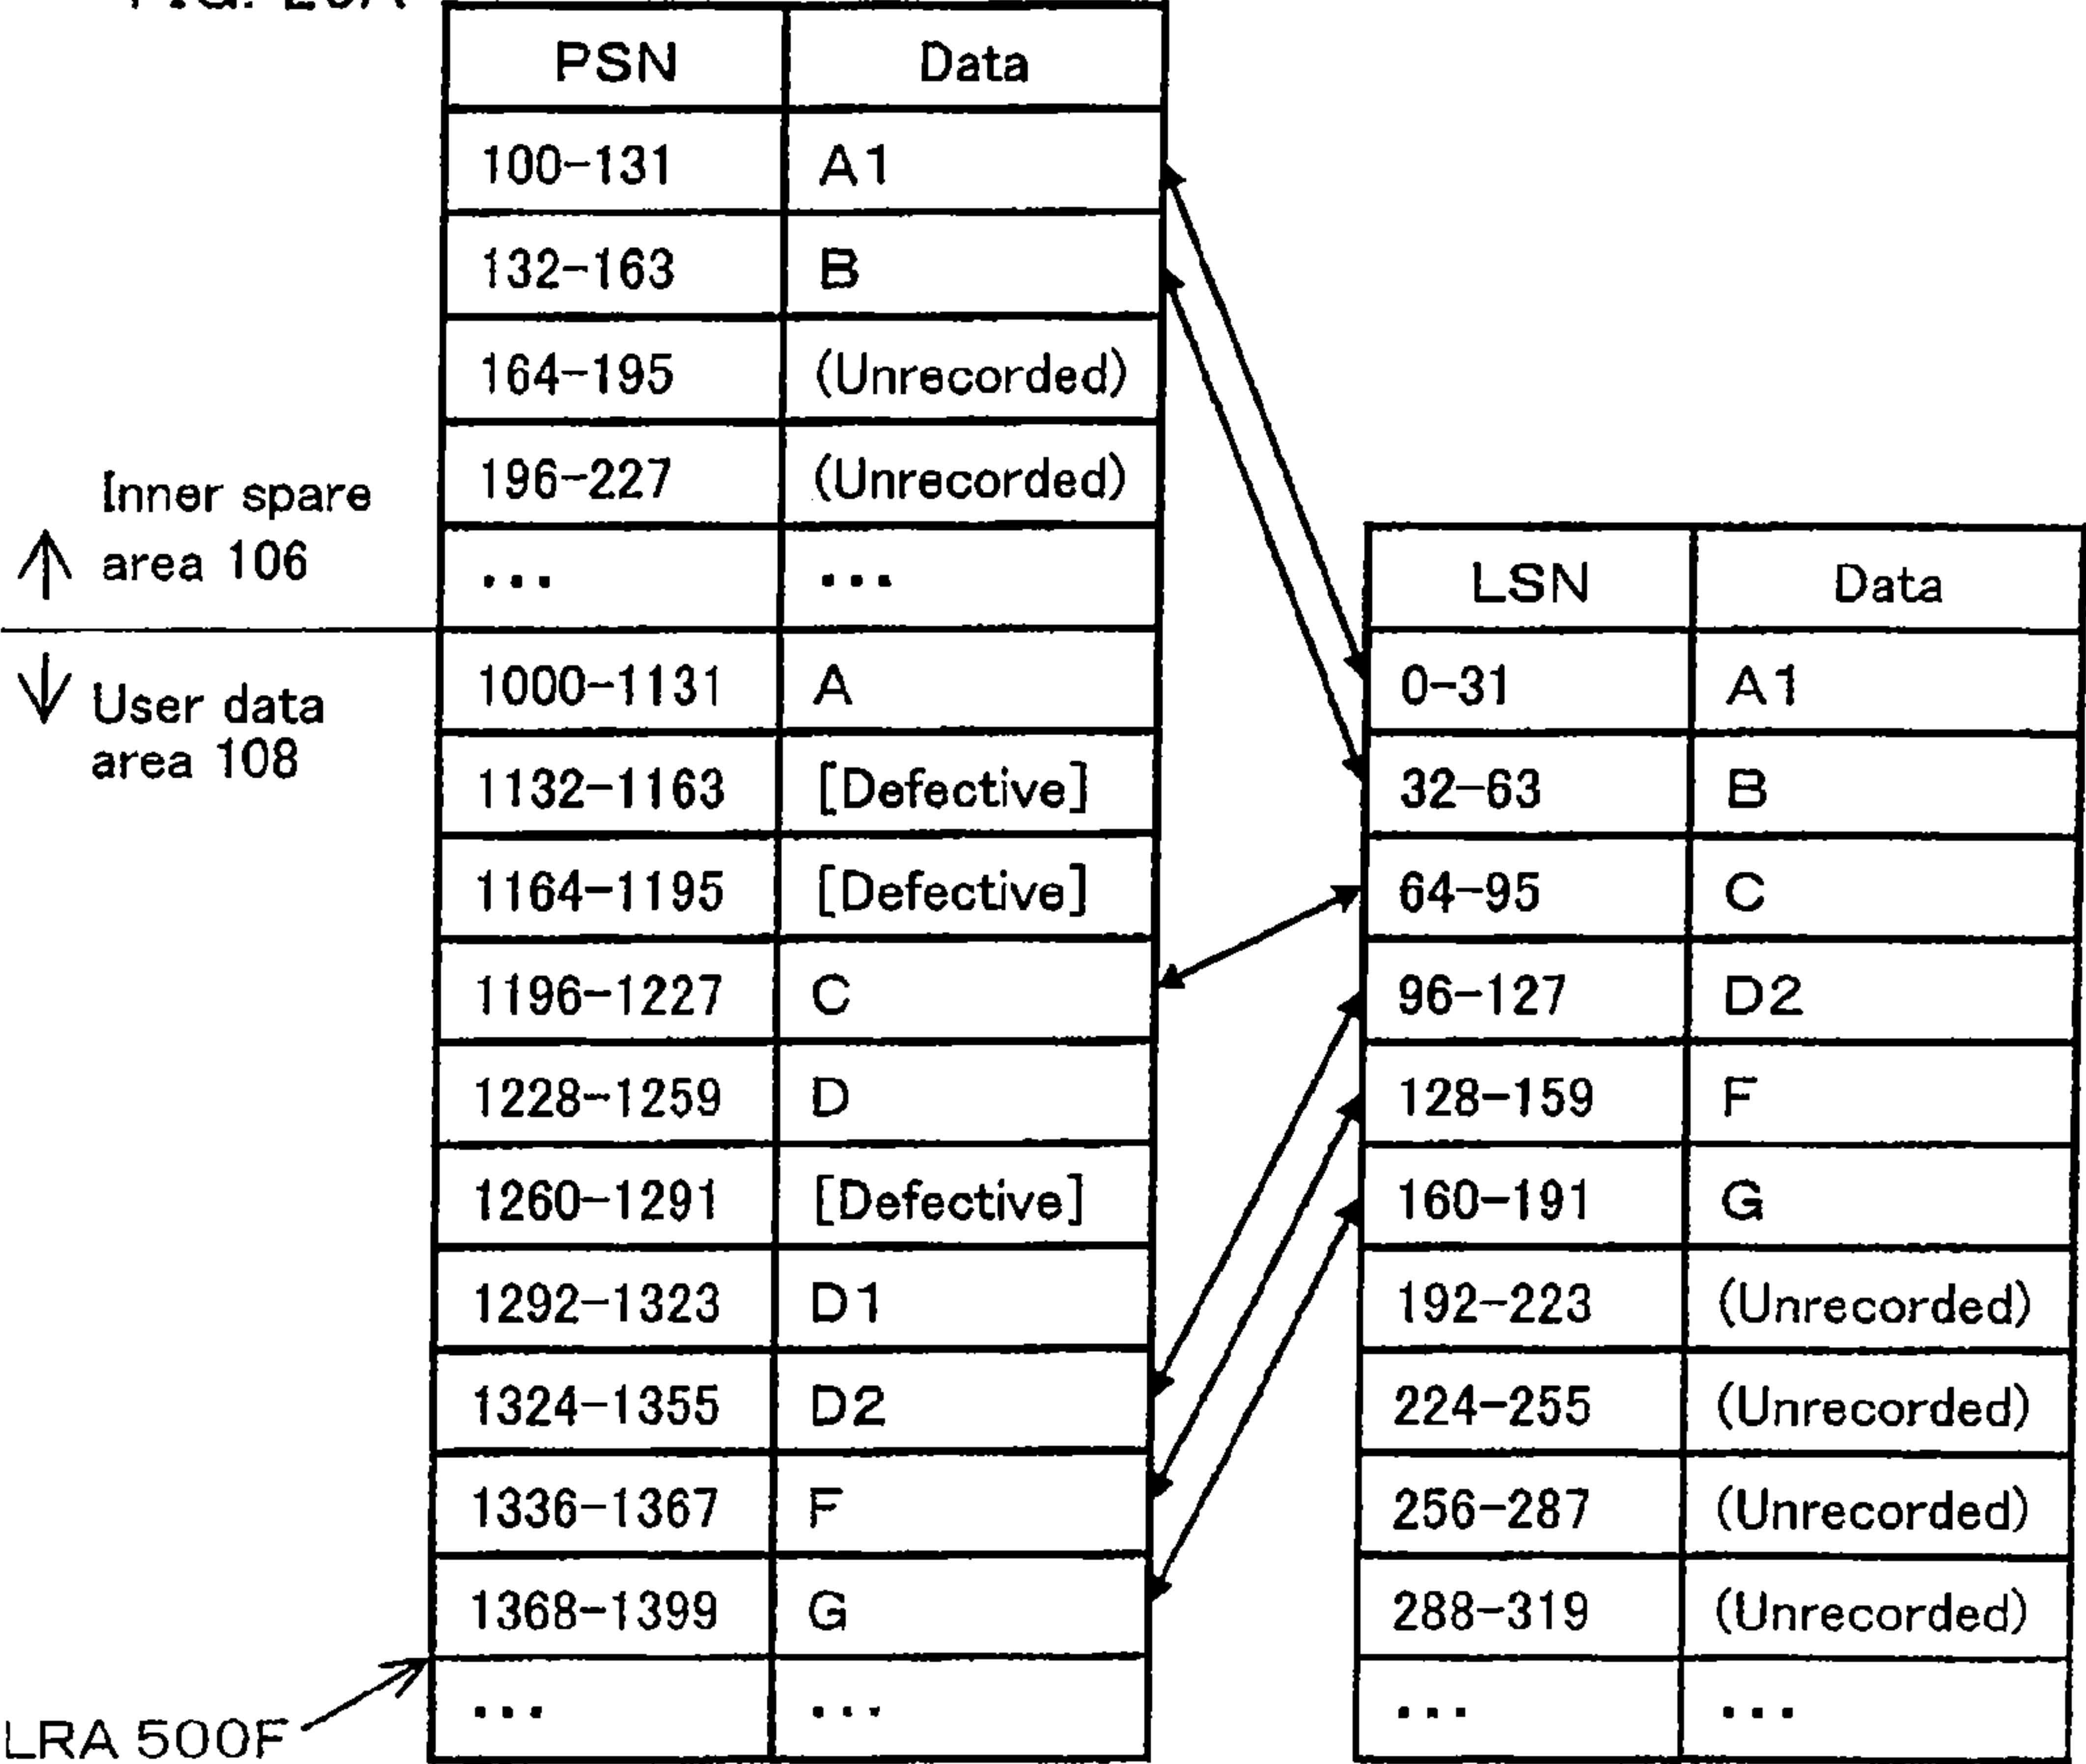 PSN Data
100-131 A1
132-163 B
164-195 (Unrecorded)
196-227 (Unrecorded)
... ...
Inner spare
area 106
User data
area 108
1000-1131 A
1132-1163 [Defective]
1164-1195 [Defective]
1196-1227 C
1228-1259 D
1260-1291 [Defective]
1292-1323 D1
1324-1355 D2
1336-1367 F
1368-1399 G
... ...
LRA 500F
LSN Data
0-31 A1
32-63 B
64-95 C
96-127 D2
128-159 F
160-191 G
192-223 (Unrecorded)
224-255 (Unrecorded)
256-287 (Unrecorded)
288-319 (Unrecorded)
... ...